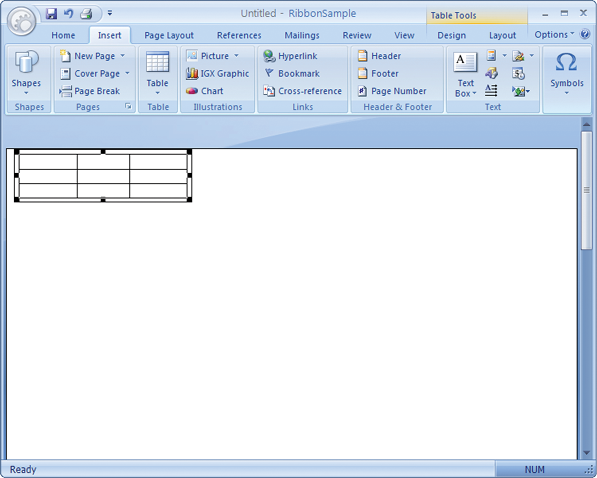 Untitled - RibbonSample Table Tools
Home Insert Page Layout References Mailings Review View Design Layout Options
New Page Picture Hyperlink Header
Cover Page IGX Graphic Bookmark Footer
Shapes Page Break Table Chart Cross-reference Page Number Text Box Symbols
Shapes Pages Table Illustrations Links Header & Footer Text
Ready NUM